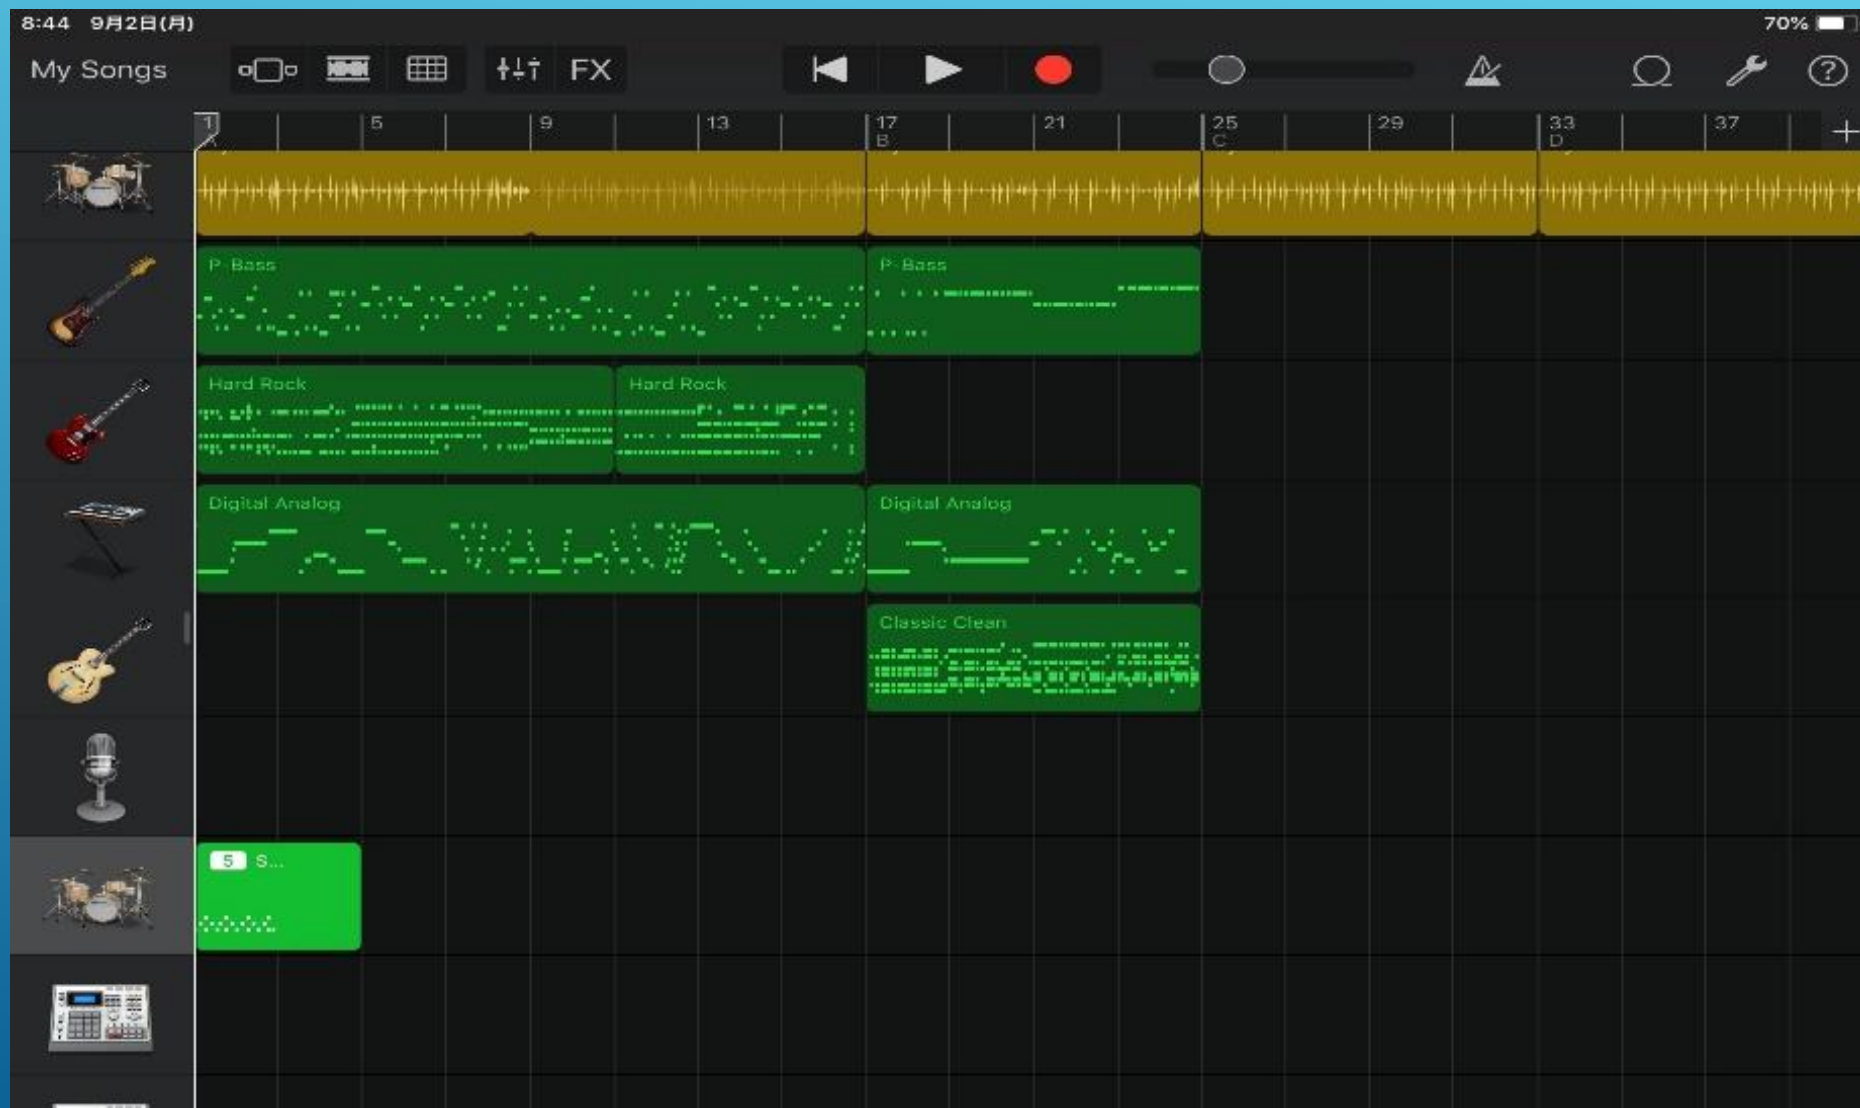 8:44 9月2日(月)
70%
My Songs
FX
?
1 5 9 13 17 21 25 29 33 37
A B C D
P-Bass P-Bass
Hard Rock Hard Rock
Digital Analog Digital Analog
Classic Clean
5 S...